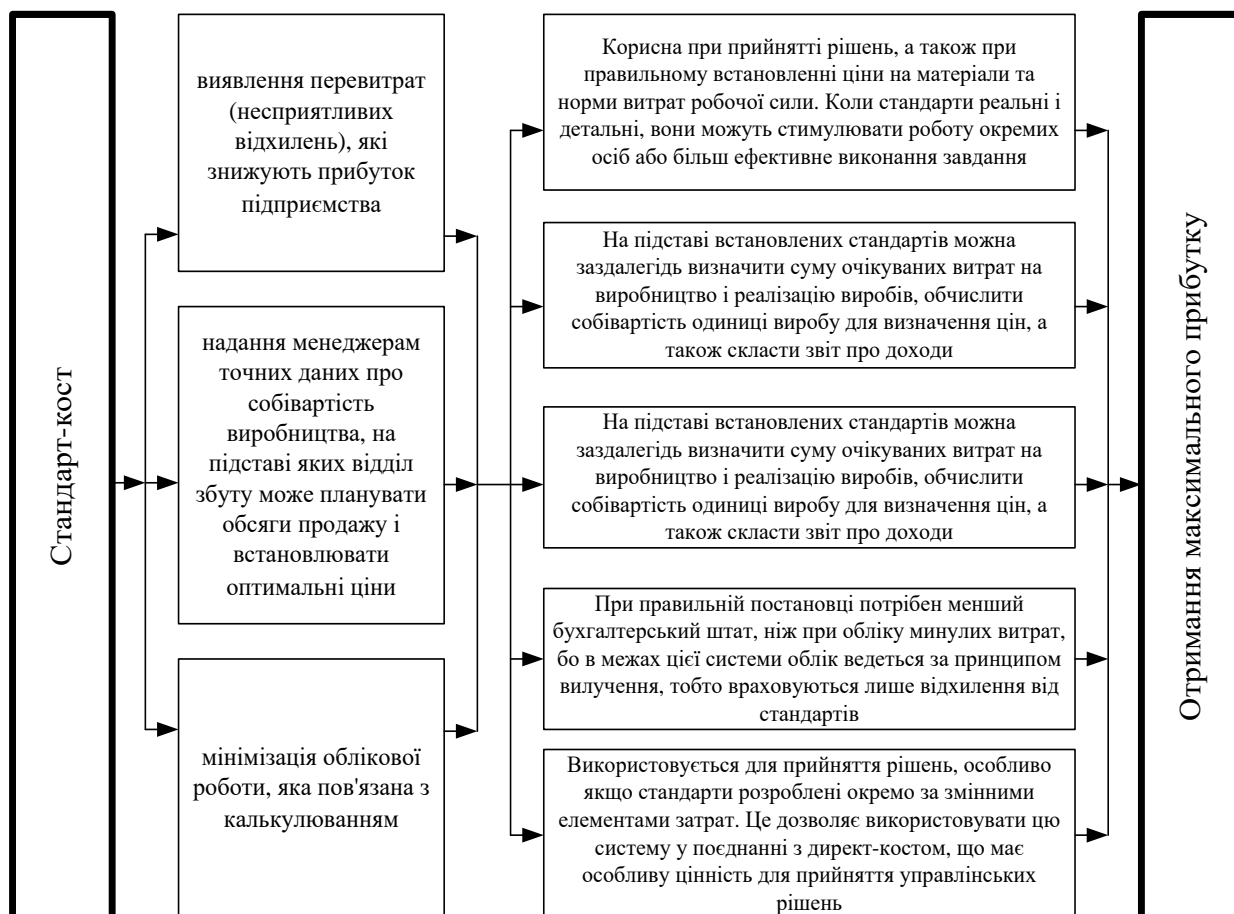 Стандарт-кост
виявлення перевитрат
(несприятливих
відхилень), які
знижують прибуток
підприємства
надання менеджерам
точних даних про
собівартість
виробництва, на
підставі яких відділ
збуту може планувати
обсяги продажу і
встановлювати
оптимальні ціни
мінімізація облікової
роботи, яка пов'язана з
калькулюванням
Корисна при прийнятті рішень, а також при
правильному встановленні ціни на матеріали та
норми витрат робочої сили. Коли стандарти реальні і
детальні, вони можуть стимулювати роботу окремих
осіб або більш ефективне виконання завдання
На підставі встановлених стандартів можна
заздалегідь визначити суму очікуваних витрат на
виробництво і реалізацію виробів, обчислити
собівартість одиниці виробу для визначення цін, а
також скласти звіт про доходи
На підставі встановлених стандартів можна
заздалегідь визначити суму очікуваних витрат на
виробництво і реалізацію виробів, обчислити
собівартість одиниці виробу для визначення цін, а
також скласти звіт про доходи
При правильній постановці потрібен менший
бухгалтерський штат, ніж при обліку минулих витрат,
бо в межах цієї системи облік ведеться за принципом
вилучення, тобто враховуються лише відхилення від
стандартів
Використовується для прийняття рішень, особливо
якщо стандарти розроблені окремо за змінними
елементами затрат. Це дозволяє використовувати цю
систему у поєднанні з директ-костом, що має
особливу цінність для прийняття управлінських
рішень
Отримання максимального прибутку